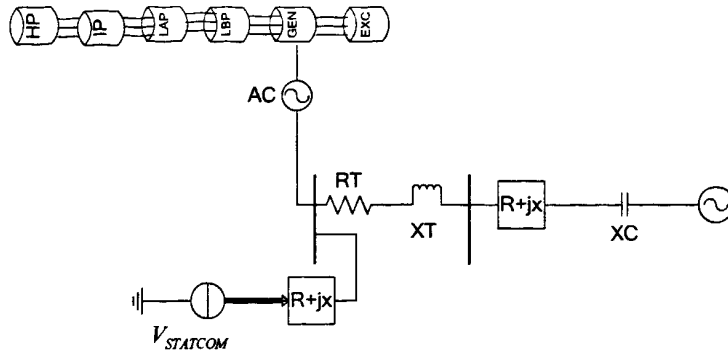 HP
IP
LAP
LBP
GEN
EXC
AC
RT
XT
R+jx
XC
R+jx
V_STATCOM